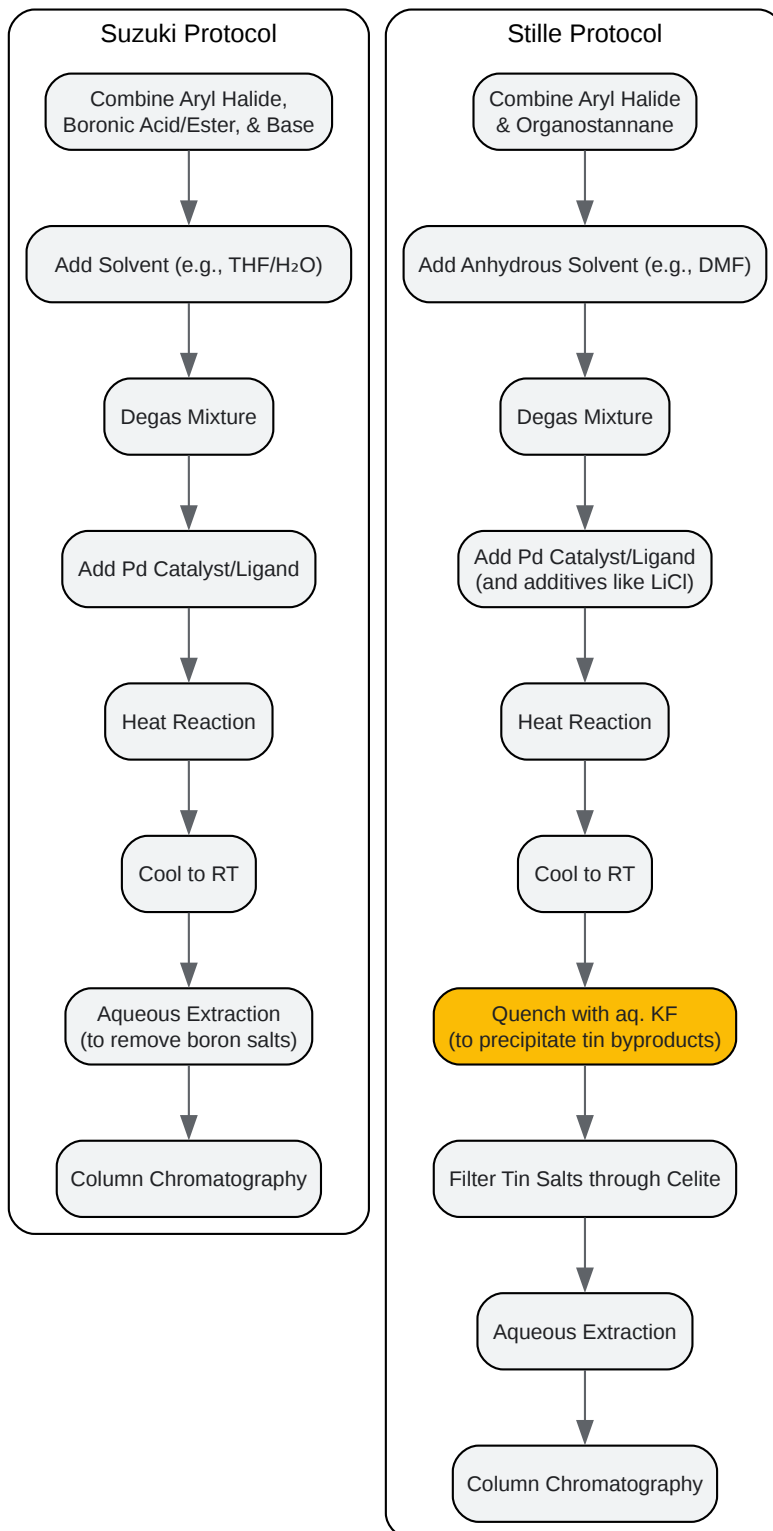 Suzuki Protocol
Combine Aryl Halide,
Boronic Acid/Ester, & Base
Add Solvent (e.g., THF/H₂O)
Degas Mixture
Add Pd Catalyst/Ligand
Heat Reaction
Cool to RT
Aqueous Extraction
(to remove boron salts)
Column Chromatography
Stille Protocol
Combine Aryl Halide
& Organostannane
Add Anhydrous Solvent (e.g., DMF)
Degas Mixture
Add Pd Catalyst/Ligand
(and additives like LiCl)
Heat Reaction
Cool to RT
Quench with aq. KF
(to precipitate tin byproducts)
Filter Tin Salts through Celite
Aqueous Extraction
Column Chromatography